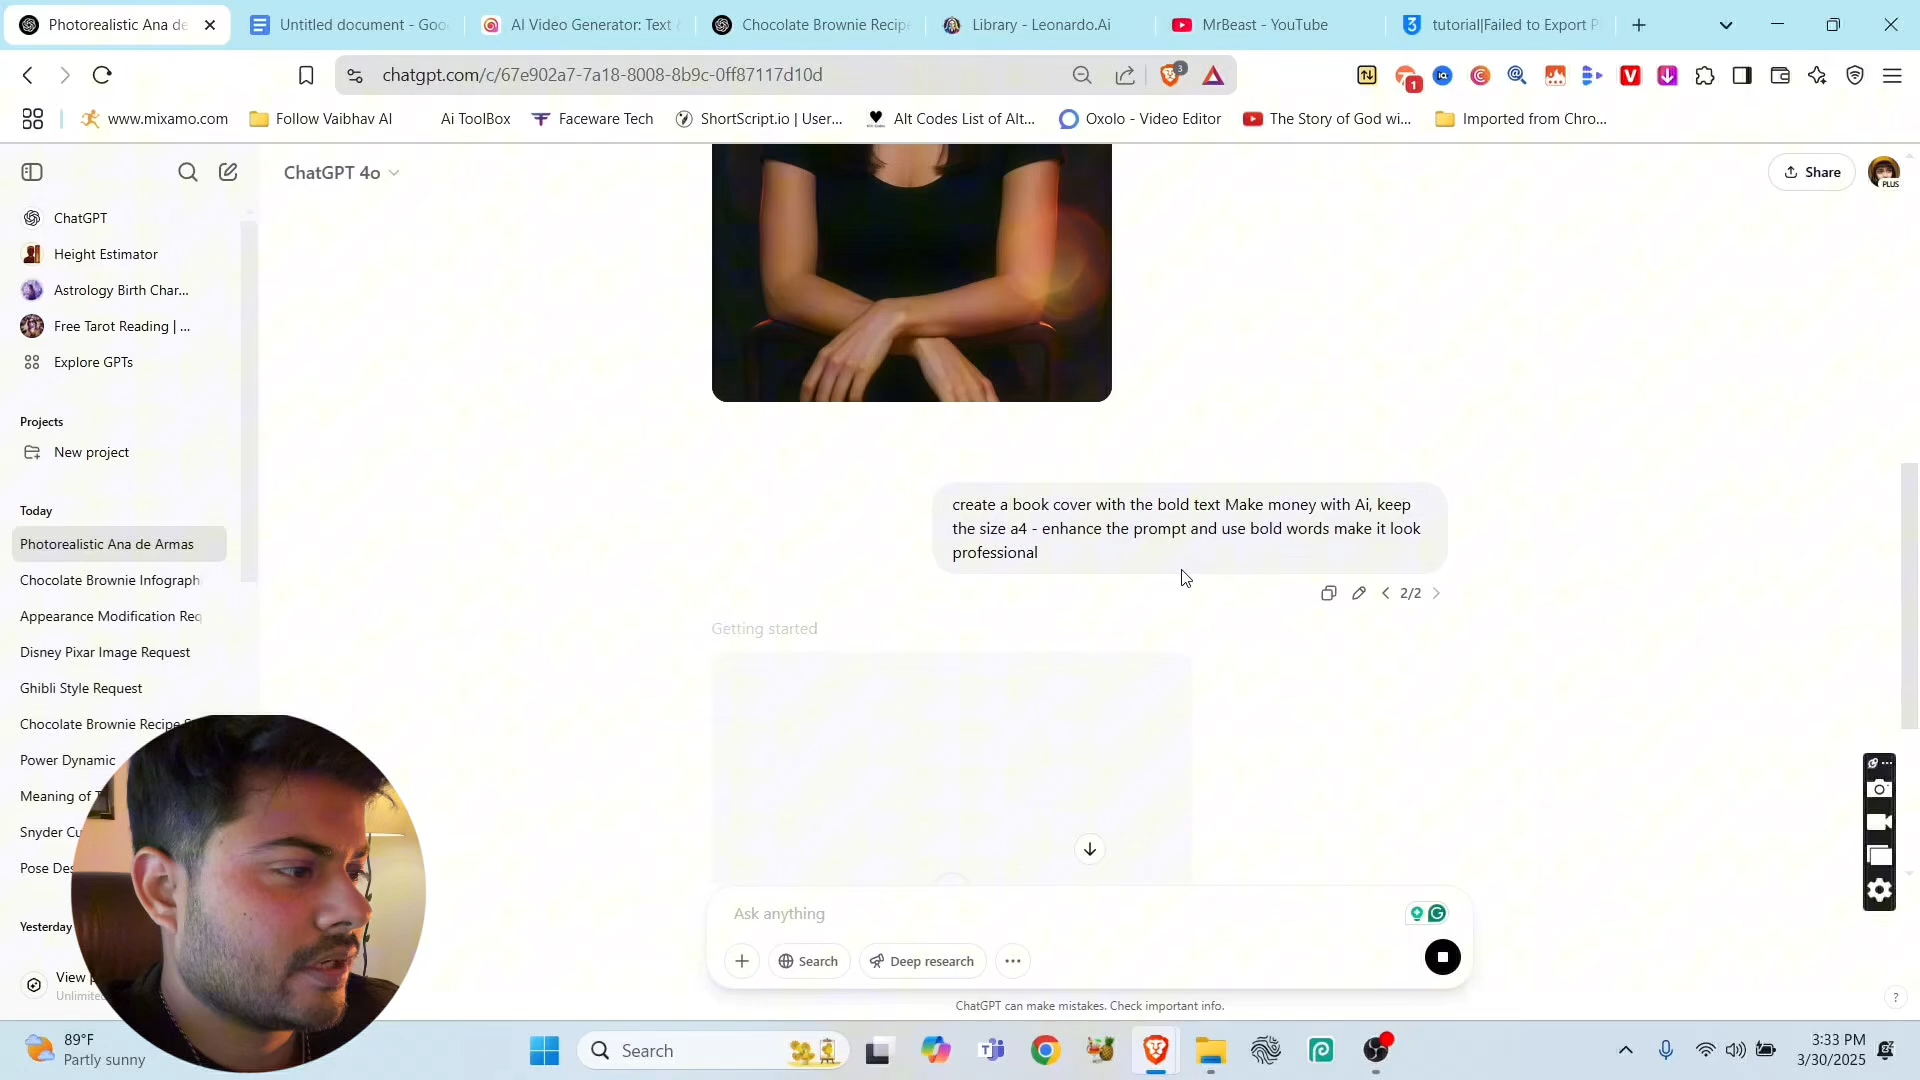 Photorealistic Ana de
Untitled document - Goo
AI Video Generator: Text
Chocolate Brownie Recipe
Library - Leonardo.Ai
MrBeast - YouTube
tutorial|Failed to Export P
chatgpt.com/c/67e902a7-7a18-8008-8b9c-0ff87117d10d
3
1
www.mixamo.com
Follow Vaibhav AI
Ai ToolBox
Faceware Tech
ShortScript.io | User...
Alt Codes List of Alt...
Oxolo - Video Editor
The Story of God wi...
Imported from Chro...
ChatGPT 4o
Share
PLUS
ChatGPT
Height Estimator
Astrology Birth Char...
Free Tarot Reading | ...
Explore GPTs
Projects
New project
Today
Photorealistic Ana de Armas
Chocolate Brownie Infograph
Appearance Modification Req
Disney Pixar Image Request
Ghibli Style Request
Chocolate Brownie Recipe
Power Dynamic
Meaning of
Snyder Cu
Pose Des
Yesterday
View
Unlimited
create a book cover with the bold text Make money with Ai, keep
the size a4 - enhance the prompt and use bold words make it look
professional
2/2
Getting started
Ask anything
Search
Deep research
ChatGPT can make mistakes. Check important info.
?
89°F
Partly sunny
Search
3:33 PM
3/30/2025